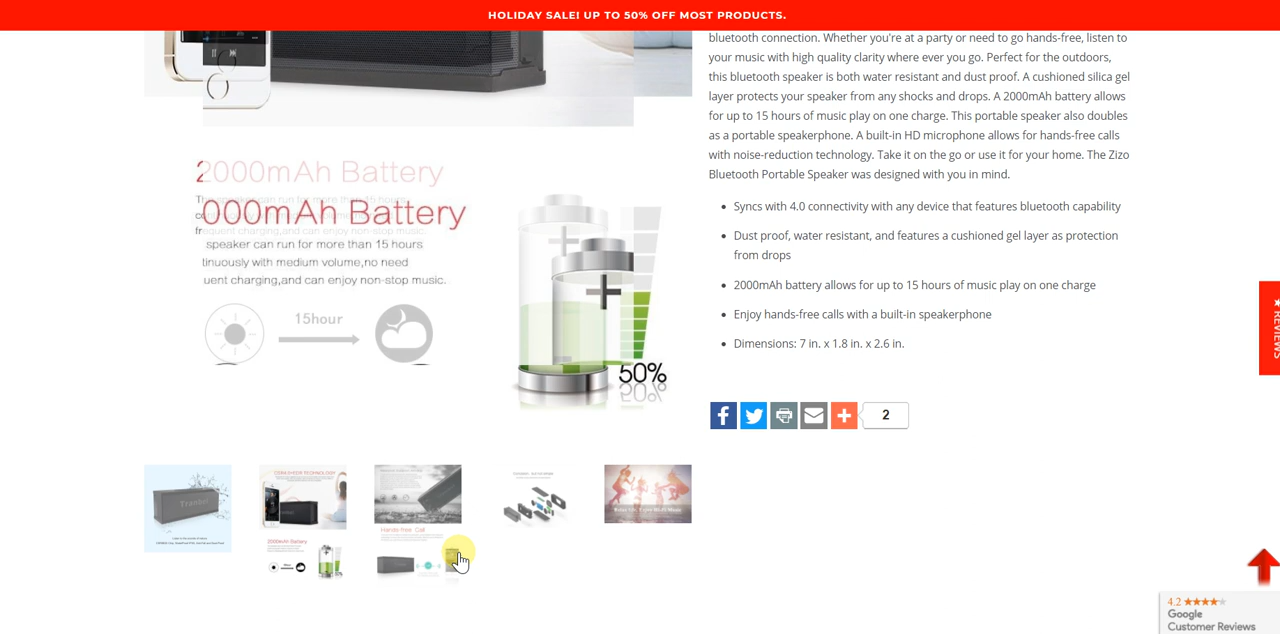 HOLIDAY SALE! UP TO 50% OFF MOST PRODUCTS.
bluetooth connection. Whether you're at a party or need to go hands-free, listen to
your music with high quality clarity where ever you go. Perfect for the outdoors,
this bluetooth speaker is both water resistant and dust proof. A cushioned silica gel
layer protects your speaker from any shocks and drops. A 2000mAh battery allows
for up to 15 hours of music play on one charge. This portable speaker also doubles
as a portable speakerphone. A built-in HD microphone allows for hands-free calls
with noise-reduction technology. Take it on the go or use it for your home. The Zizo
Bluetooth Portable Speaker was designed with you in mind.
Syncs with 4.0 connectivity with any device that features bluetooth capability
Dust proof, water resistant, and features a cushioned gel layer as protection
from drops
2000mAh battery allows for up to 15 hours of music play on one charge
Enjoy hands-free calls with a built-in speakerphone
Dimensions: 7 in. x 1.8 in. x 2.6 in.
2
2000mAh Battery
000mAh Battery
speaker can run for more than 15 hours
tinuously with medium volume,no need
uent charging,and can enjoy non-stop music.
15hour
50%
2000mAh Battery
Hands-free Call
REVIEWS
4.2
Google
Customer Reviews